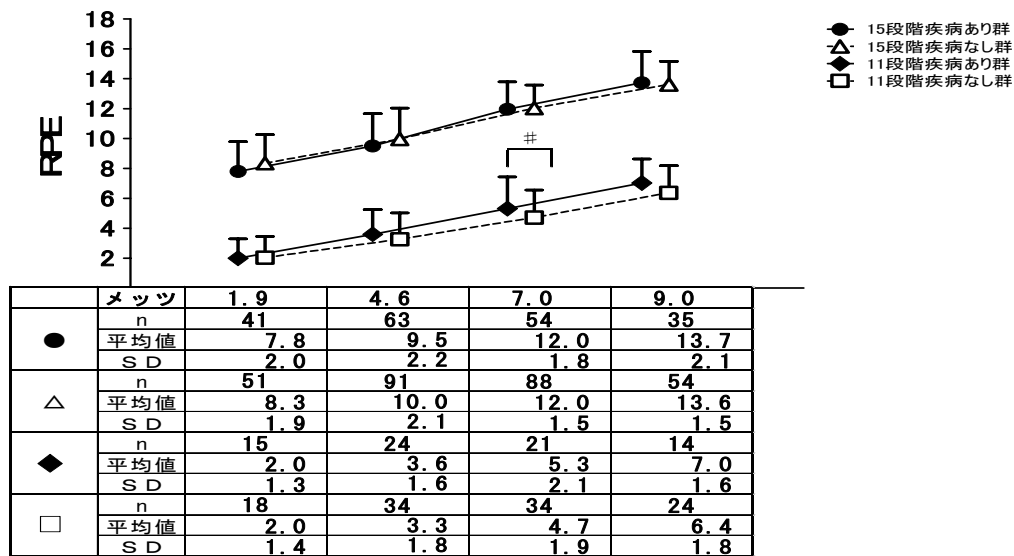 18
16
14
12
10
8
6
4
2
RPE
#
15段階疾病あり群
15段階疾病なし群
11段階疾病あり群
11段階疾病なし群
メッツ 1.9 4.6 7.0 9.0
● n 41 63 54 35
平均値 7.8 9.5 12.0 13.7
SD 2.0 2.2 1.8 2.1
△ n 51 91 88 54
平均値 8.3 10.0 12.0 13.6
SD 1.9 2.1 1.5 1.5
◆ n 15 24 21 14
平均値 2.0 3.6 5.3 7.0
SD 1.3 1.6 2.1 1.6
□ n 18 34 34 24
平均値 2.0 3.3 4.7 6.4
SD 1.4 1.8 1.9 1.8